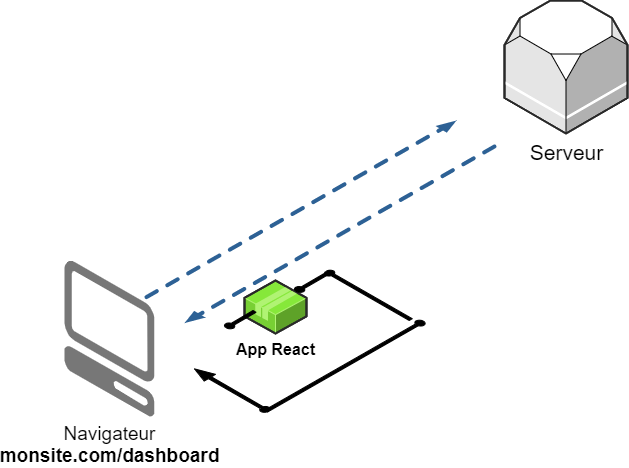 Serveur
App React
Navigateur
monsite.com/dashboard